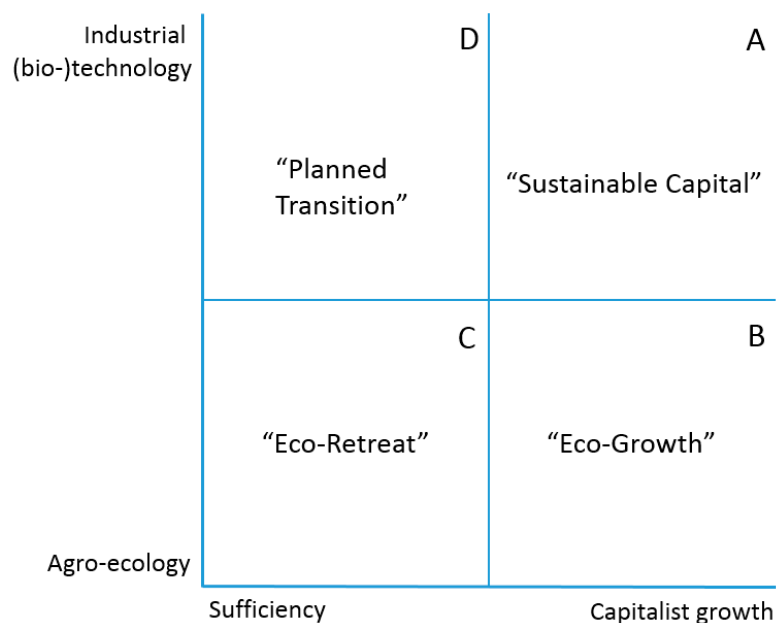 Industrial
(bio-)technology
D
A
“Planned
Transition”
“Sustainable Capital”
C
B
“Eco-Retreat”
“Eco-Growth”
Agro-ecology
Sufficiency
Capitalist growth